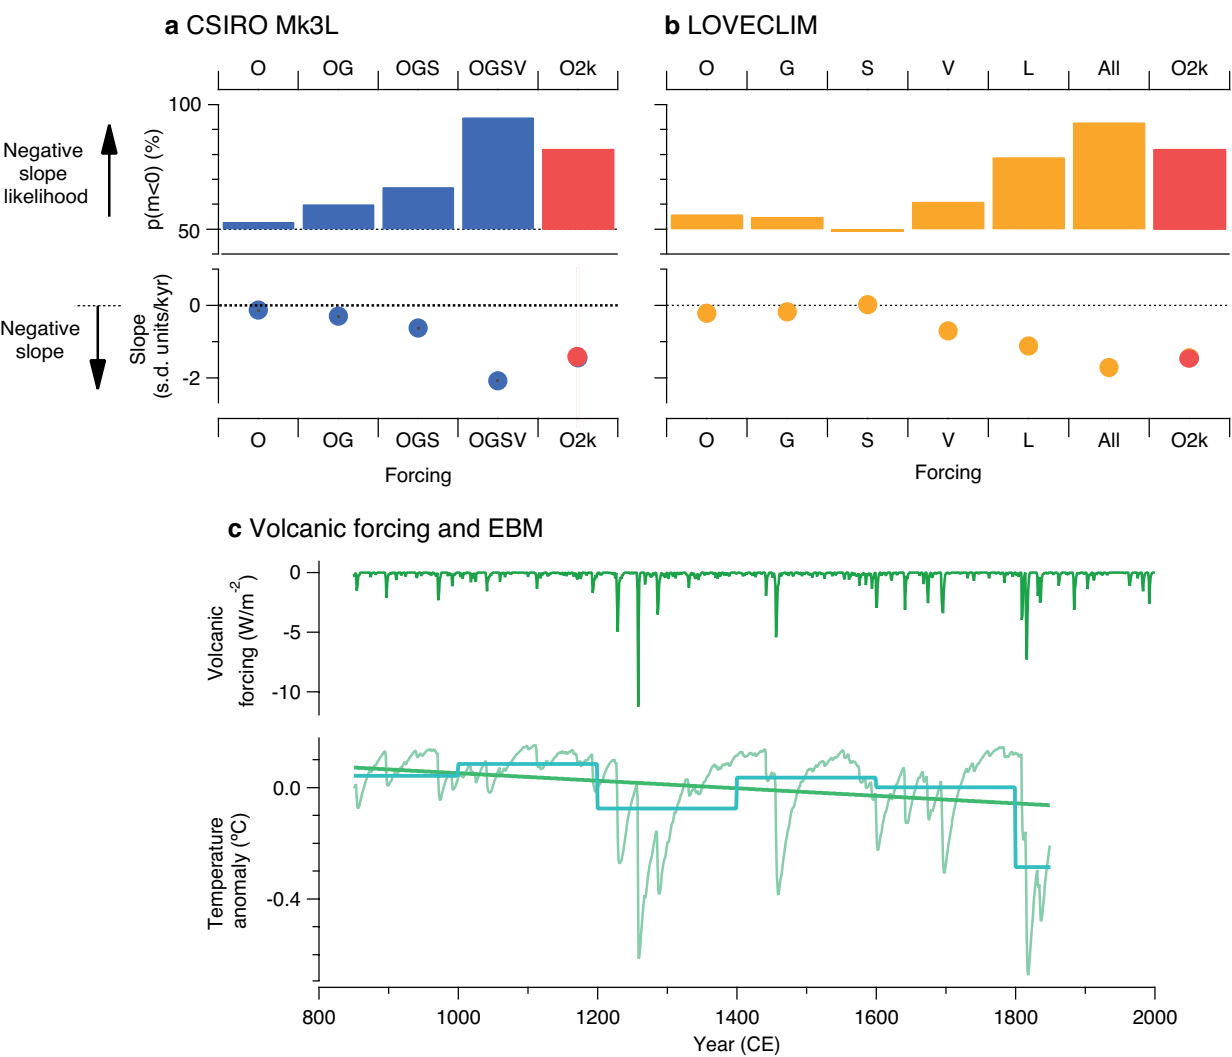 a CSIRO Mk3L
b LOVECLIM
O OG OGS OGSV O2k
O G S V L All O2k
Negative
slope
likelihood
p(m<0) (%)
100
50
Negative
slope
Slope
(s.d. units/kyr)
0
-2
O OG OGS OGSV O2k
O G S V L All O2k
Forcing
Forcing
c Volcanic forcing and EBM
Volcanic
forcing (W/m-2)
0
-5
-10
Temperature
anomaly (ºC)
0.0
-0.4
800 1000 1200 1400 1600 1800 2000
Year (CE)